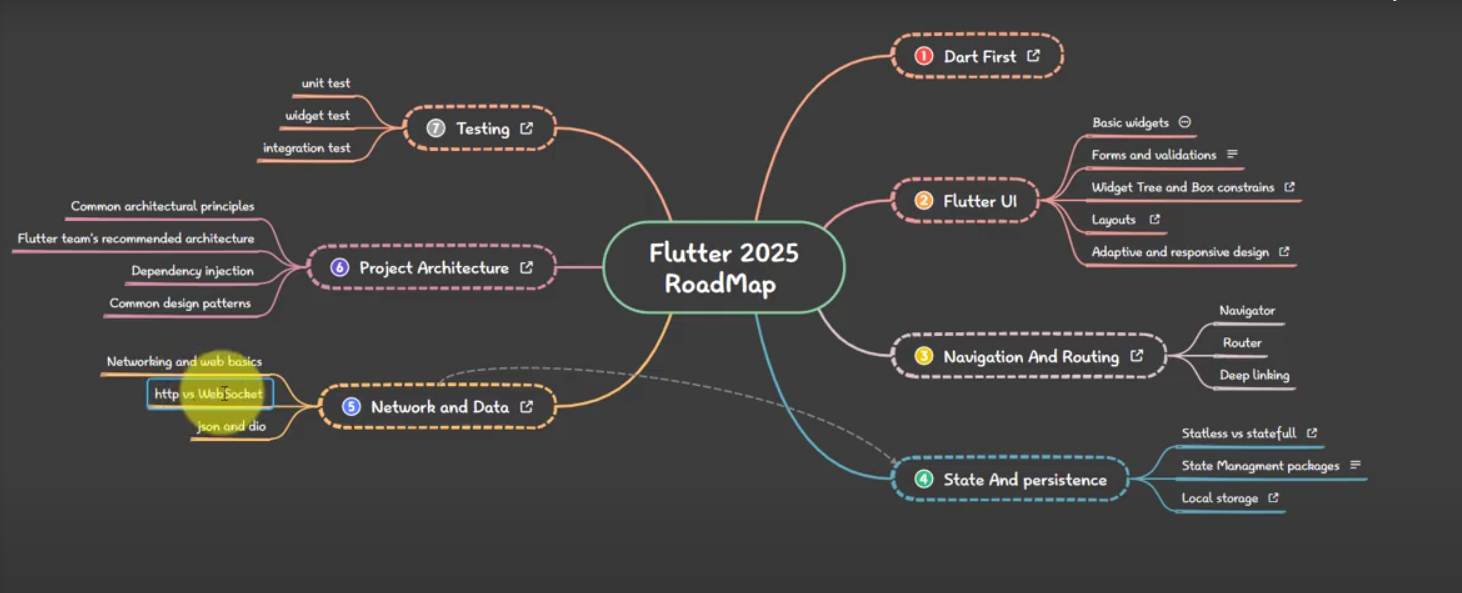 Flutter 2025
RoadMap
1 Dart First
2 Flutter UI
Basic widgets
Forms and validations
Widget Tree and Box constrains
Layouts
Adaptive and responsive design
3 Navigation And Routing
Navigator
Router
Deep linking
4 State And persistence
Statless vs statefull
State Managment packages
Local storage
5 Network and Data
Networking and web basics
http vs WebSocket
json and dio
6 Project Architecture
Common architectural principles
Flutter team's recommended architecture
Dependency injection
Common design patterns
7 Testing
unit test
widget test
integration test